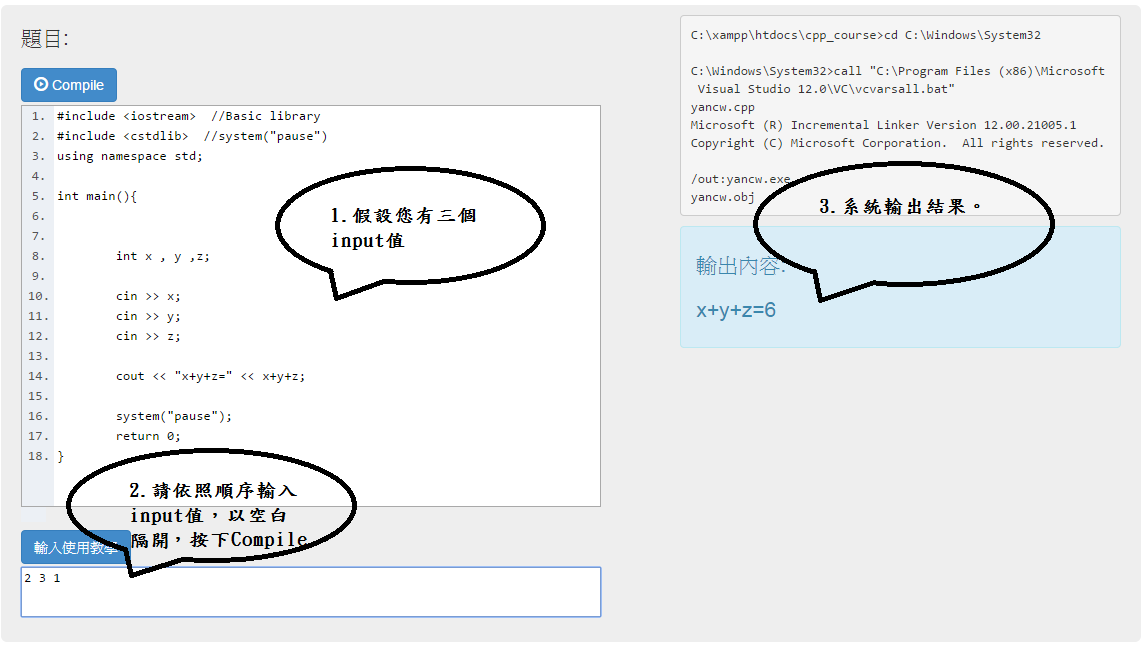 題目:
Compile
1. #include <iostream>  //Basic library
2. #include <cstdlib>  //system("pause")
3. using namespace std;
4.
5. int main(){
6.
7.
8. int x , y ,z;
9.
10. cin >> x;
11. cin >> y;
12. cin >> z;
13.
14. cout << "x+y+z=" << x+y+z;
15.
16. system("pause");
17. return 0;
18. }
1.假設您有三個
input值
2.請依照順序輸入
input值，以空白
隔開，按下Compile
輸入使用教學
2 3 1
C:\xampp\htdocs\cpp_course>cd C:\Windows\System32
C:\Windows\System32>call "C:\Program Files (x86)\Microsoft
Visual Studio 12.0\VC\vcvarsall.bat"
yancw.cpp
Microsoft (R) Incremental Linker Version 12.00.21005.1
Copyright (C) Microsoft Corporation.  All rights reserved.
/out:yancw.exe
yancw.obj
3.系統輸出結果。
輸出內容:
x+y+z=6